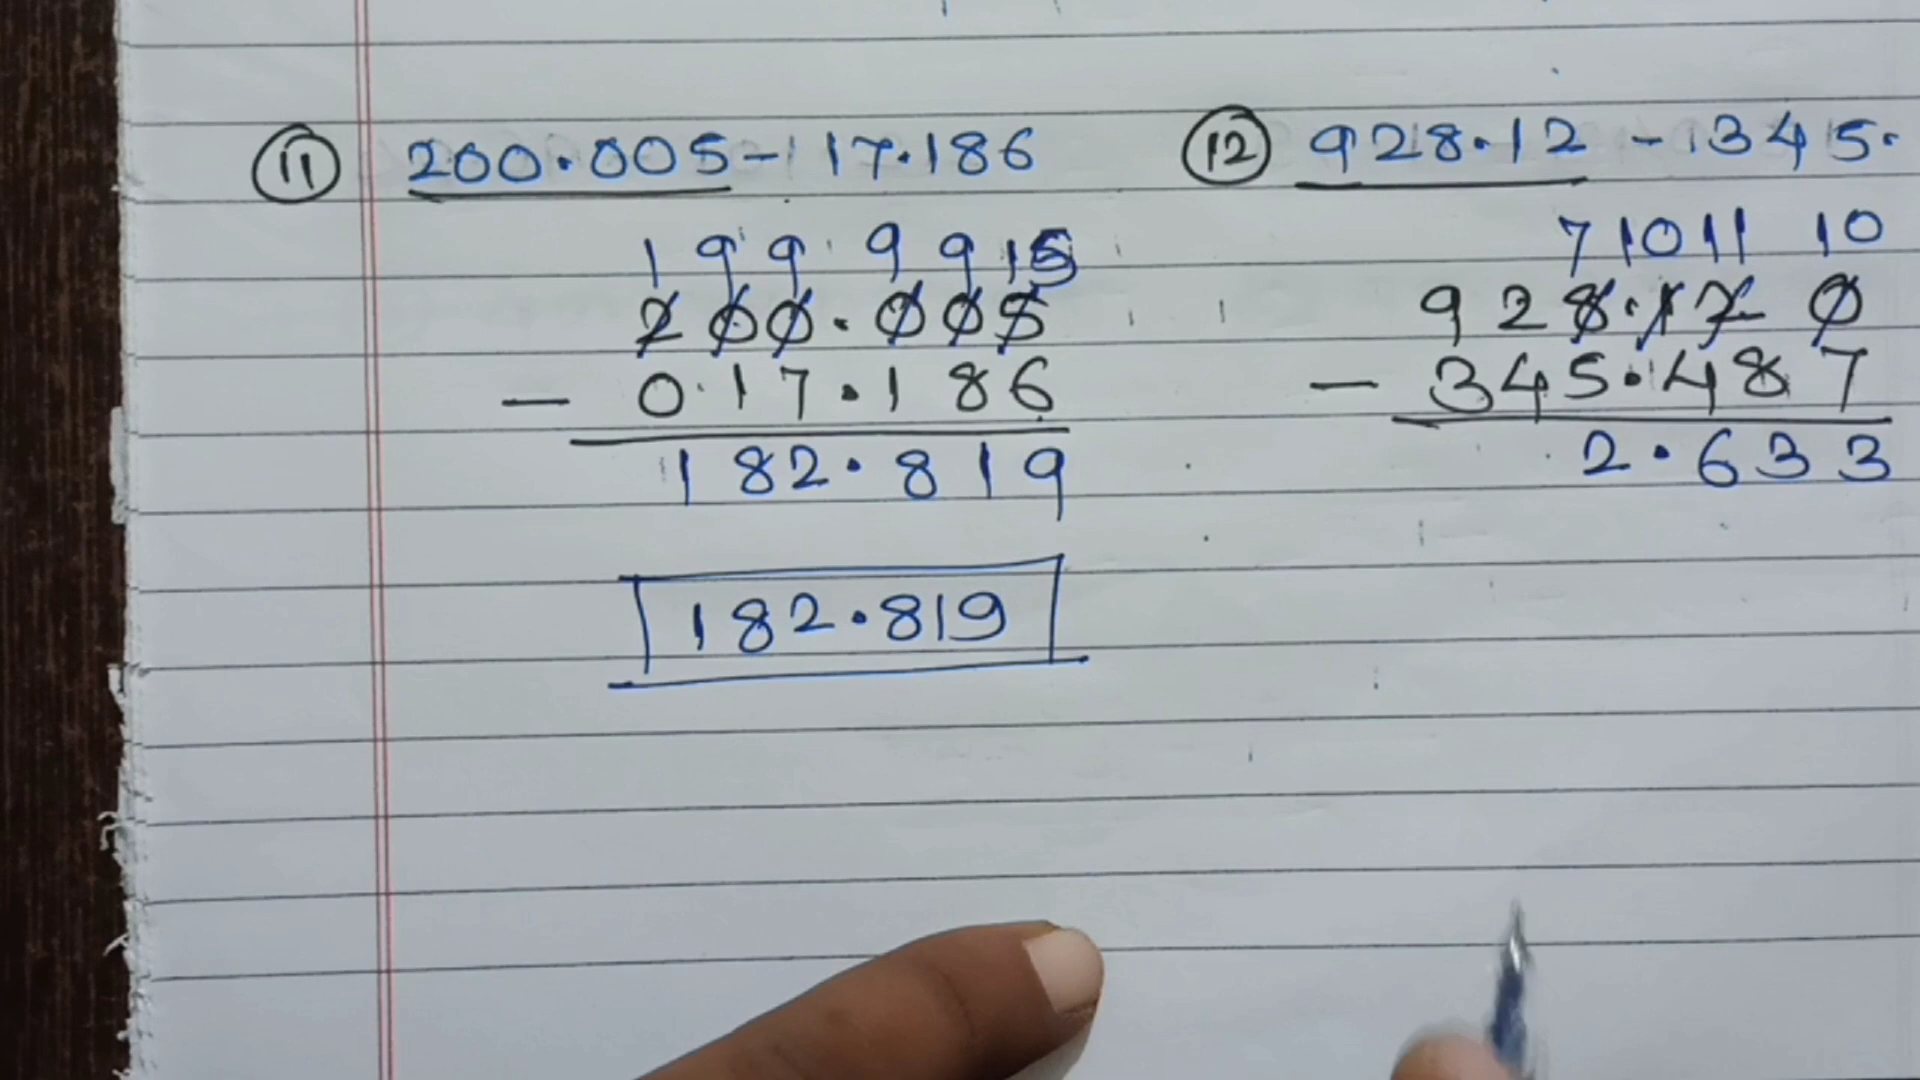 11 200.005 - 17.186
1 9 9 9 9 15
200.005
- 017.186
182.819
182.819
12 928.12 - 345.
7 10 11 10
928.120
- 345.487
2.633